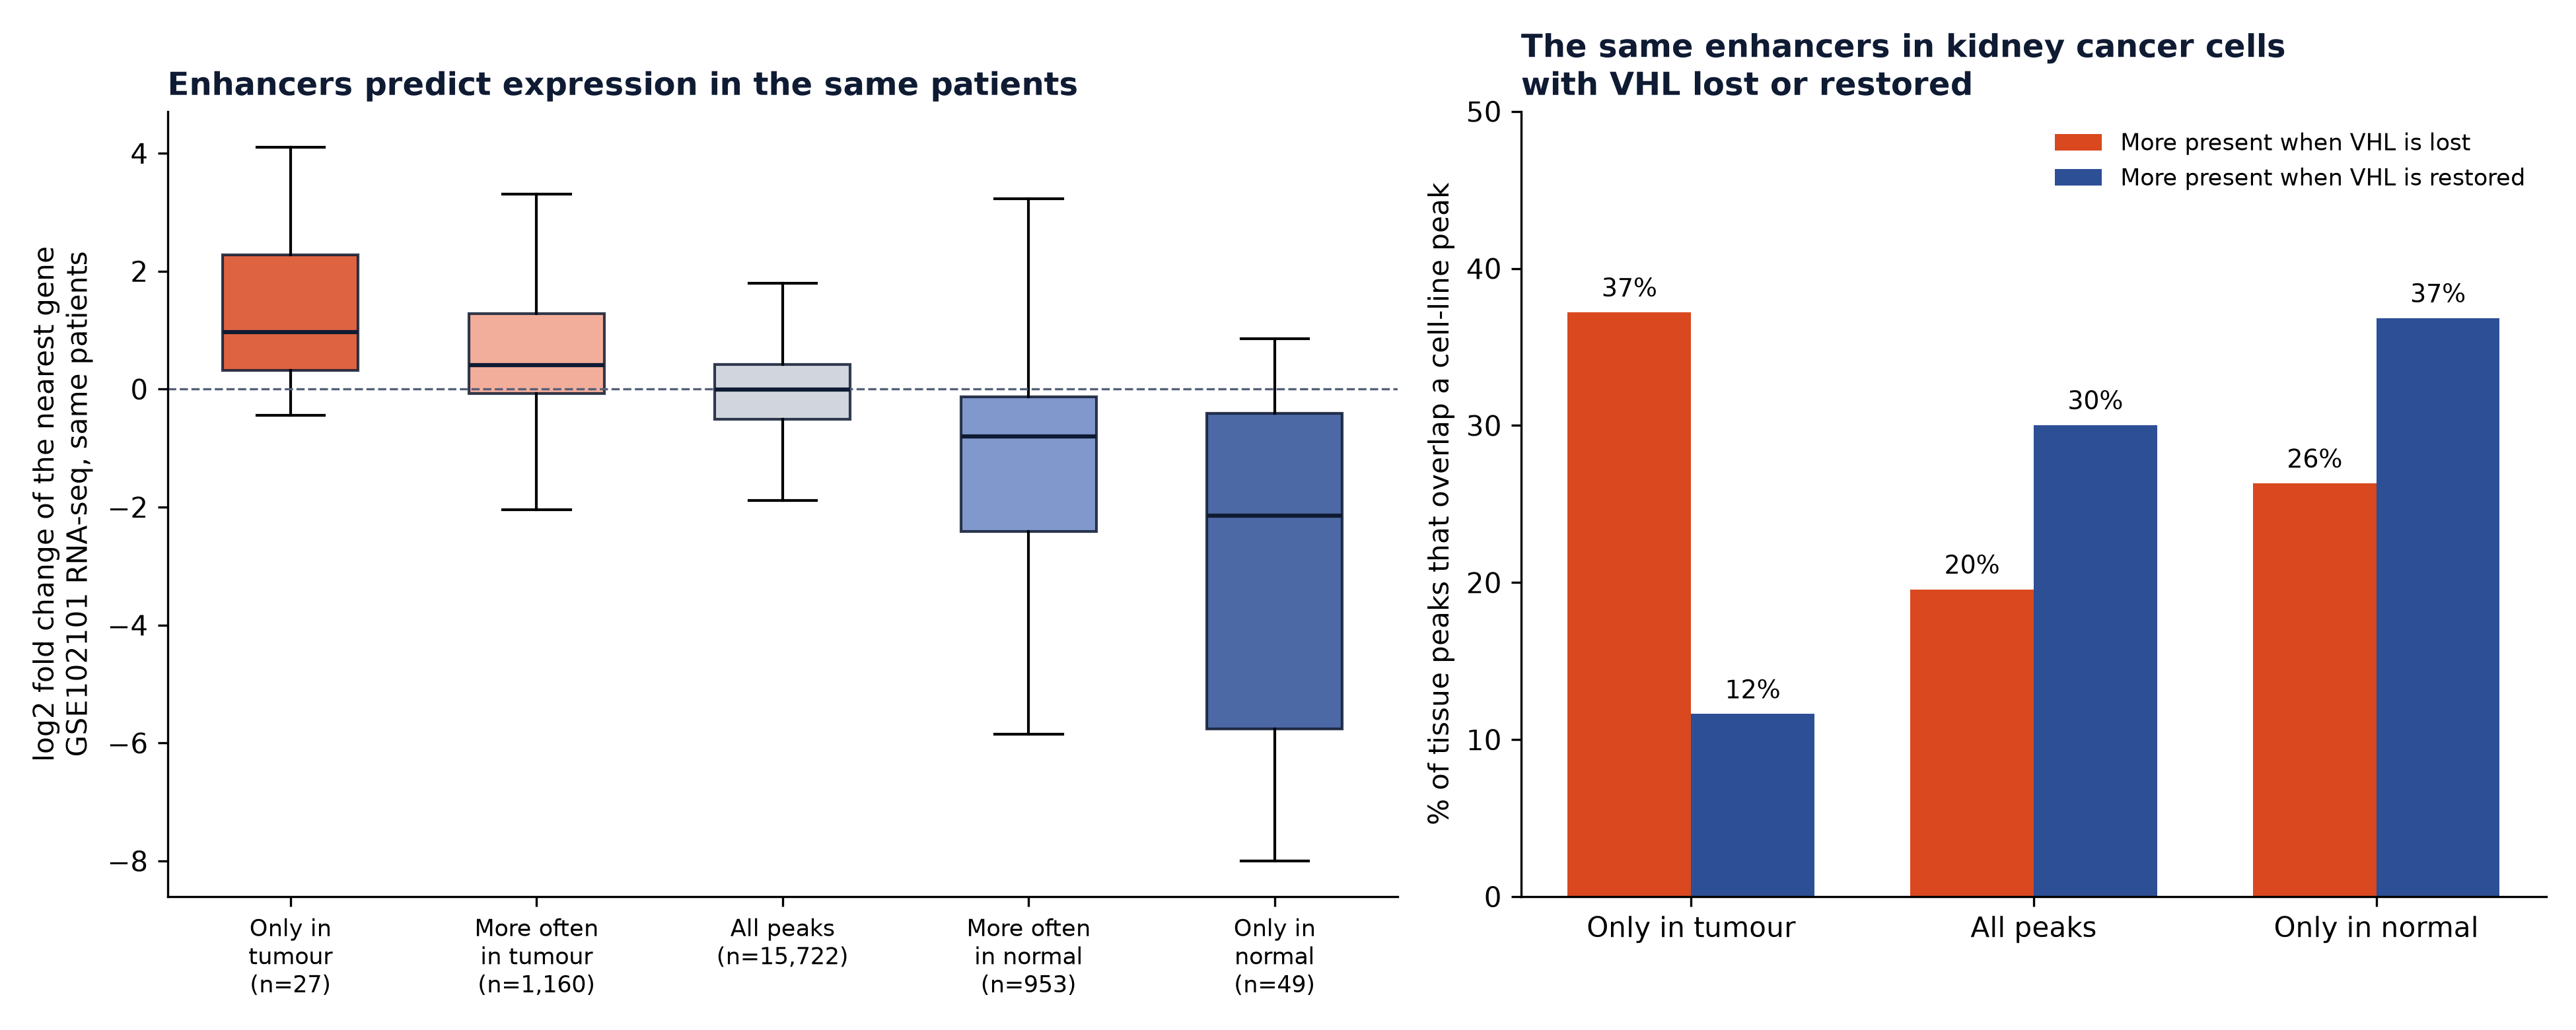 Enhancers predict expression in the same patients
log2 fold change of the nearest gene
GSE102101 RNA-seq, same patients
4
2
0
−2
−4
−6
−8
Only in
tumour
(n=27)
More often
in tumour
(n=1,160)
All peaks
(n=15,722)
More often
in normal
(n=953)
Only in
normal
(n=49)
The same enhancers in kidney cancer cells
with VHL lost or restored
% of tissue peaks that overlap a cell-line peak
50
40
30
20
10
0
More present when VHL is lost
More present when VHL is restored
37%
12%
20%
30%
26%
37%
Only in tumour
All peaks
Only in normal